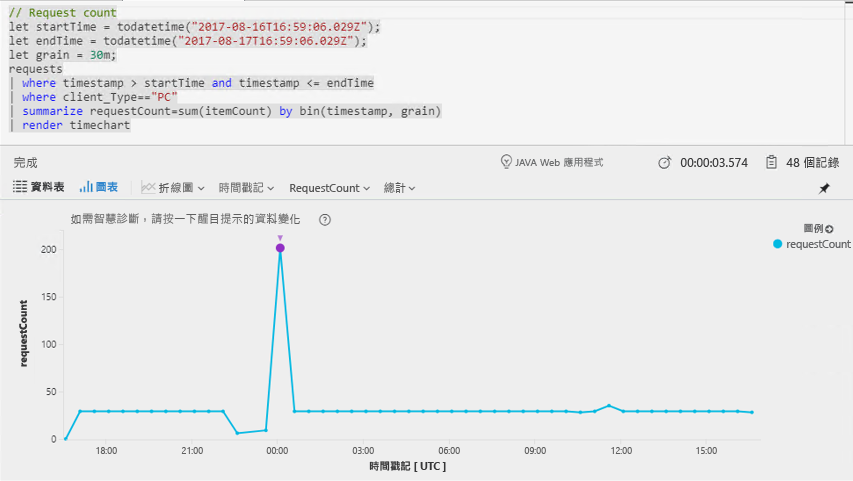 // Request count
let startTime = todatetime("2017-08-16T16:59:06.029Z");
let endTime = todatetime("2017-08-17T16:59:06.029Z");
let grain = 30m;
requests
| where timestamp > startTime and timestamp <= endTime
| where client_Type=="PC"
| summarize requestCount=sum(itemCount) by bin(timestamp, grain)
| render timechart
完成 JAVA Web 應用程式 00:00:03.574 48 個記錄
資料表 圖表 折線圖 時間戳記 RequestCount 總計
如需智慧診斷，請按一下醒目提示的資料變化 ?
圖例
requestCount
200
150
100
50
0
requestCount
18:00 21:00 00:00 03:00 06:00 09:00 12:00 15:00
時間戳記 [ UTC ]